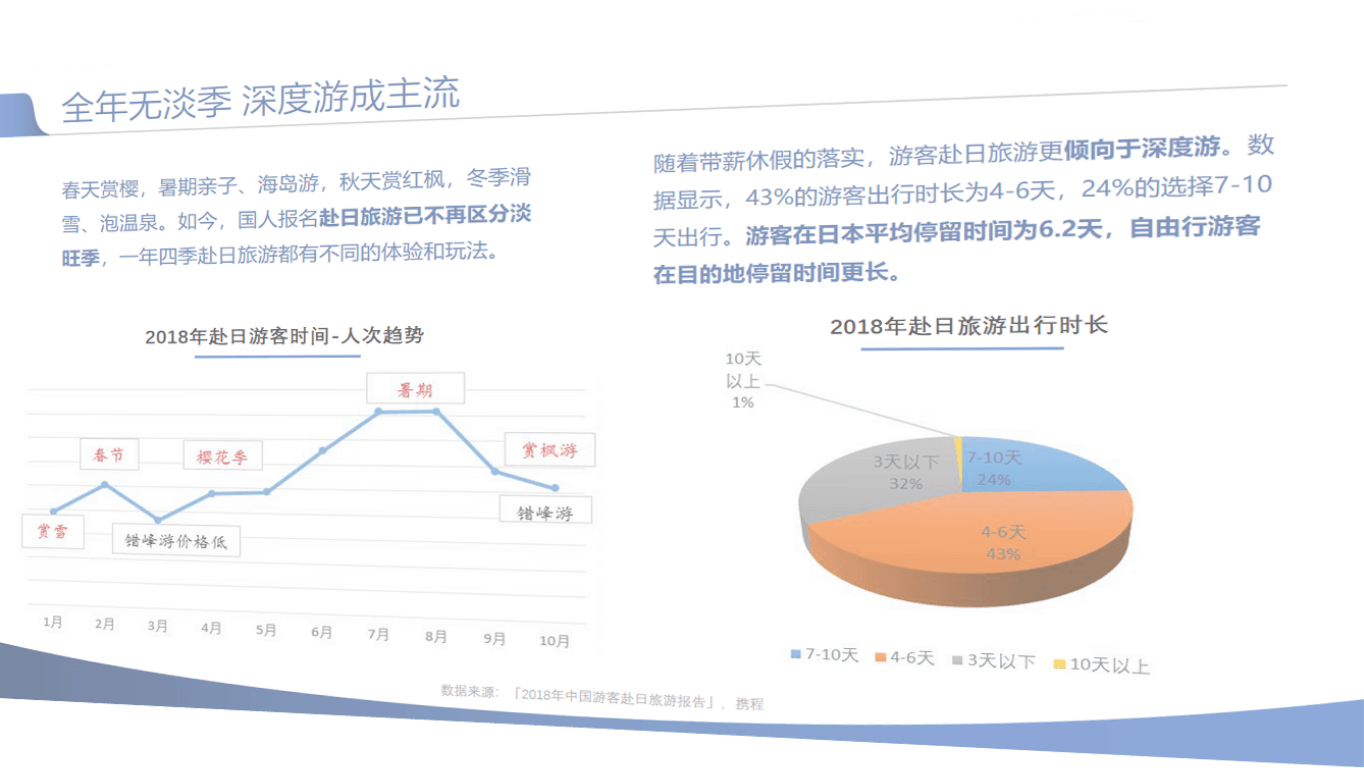 全年无淡季 深度游成主流
春天赏樱，暑期亲子、海岛游，秋天赏红枫，冬季滑
雪、泡温泉。如今，国人报名赴日旅游已不再区分淡
旺季，一年四季赴日旅游都有不同的体验和玩法。
随着带薪休假的落实，游客赴日旅游更倾向于深度游。数
据显示，43%的游客出行时长为4-6天，24%的选择7-10
天出行。游客在日本平均停留时间为6.2天，自由行游客
在目的地停留时间更长。
2018年赴日游客时间-人次趋势
暑期
春节
樱花季
赏枫游
赏雪
错峰游价格低
错峰游
1月 2月 3月 4月 5月 6月 7月 8月 9月 10月
2018年赴日旅游出行时长
10天
以上
1%
3天以下
32%
7-10天
24%
4-6天
43%
7-10天 4-6天 3天以下 10天以上
数据来源：「2018年中国游客赴日旅游报告」，携程